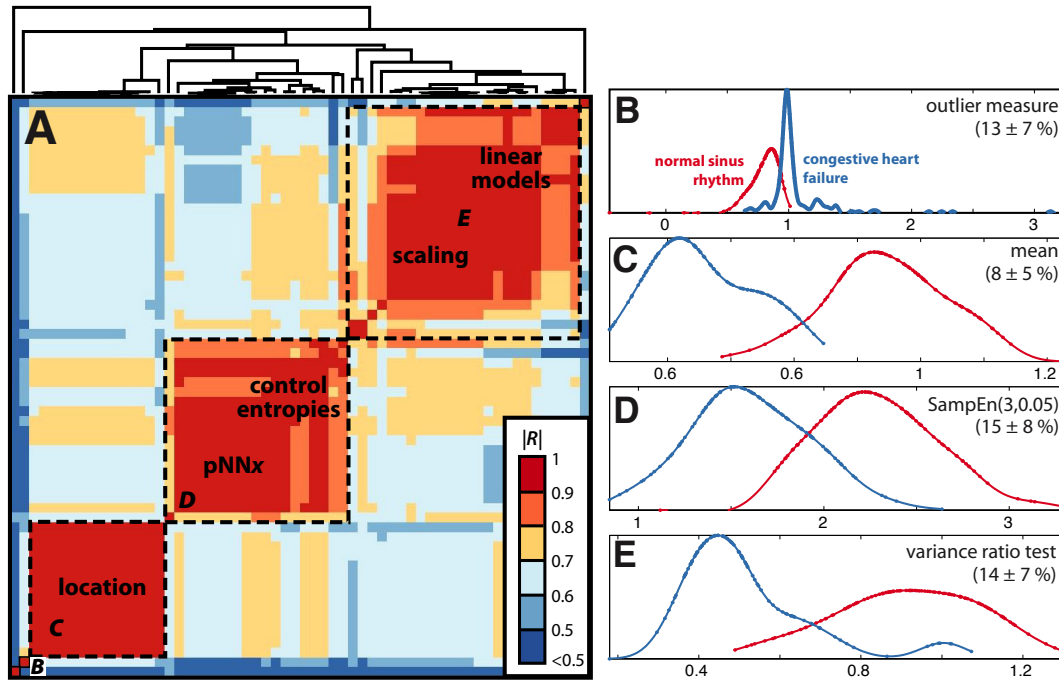 A
linear
models
E
scaling
control
entropies
pNNx
D
location
C
B
|R|
1
0.9
0.8
0.7
0.6
0.5
<0.5
B
outlier measure
(13 ± 7 %)
normal sinus
rhythm
congestive heart
failure
0 1 2 3
C
mean
(8 ± 5 %)
0.6 0.6 1 1.2
D
SampEn(3,0.05)
(15 ± 8 %)
1 2 3
E
variance ratio test
(14 ± 7 %)
0.4 0.8 1.2